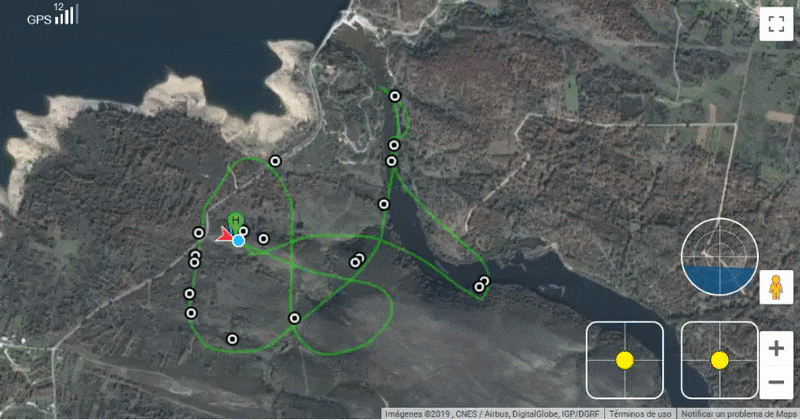 12
GPS
H
Imágenes ©2019 , CNES / Airbus, DigitalGlobe, IGP/DGRF
Términos de uso
Notificar un problema de Maps